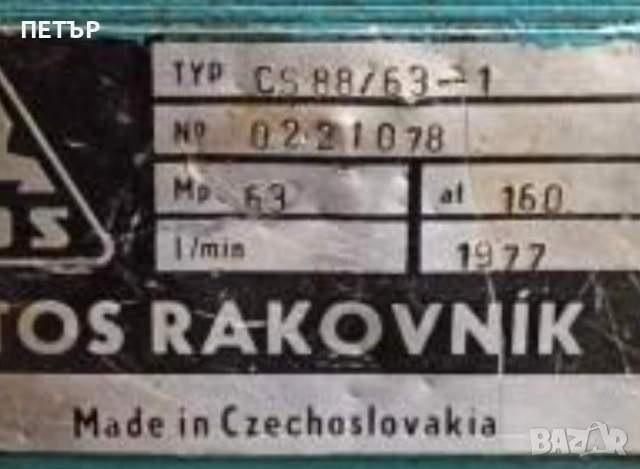 ПЕТЪР
TYP CS 88/63-1
No 0221078
Mp. 63 at 160
l/min 1977
TOS RAKOVNÍK
Made in Czechoslovakia
BAZAR